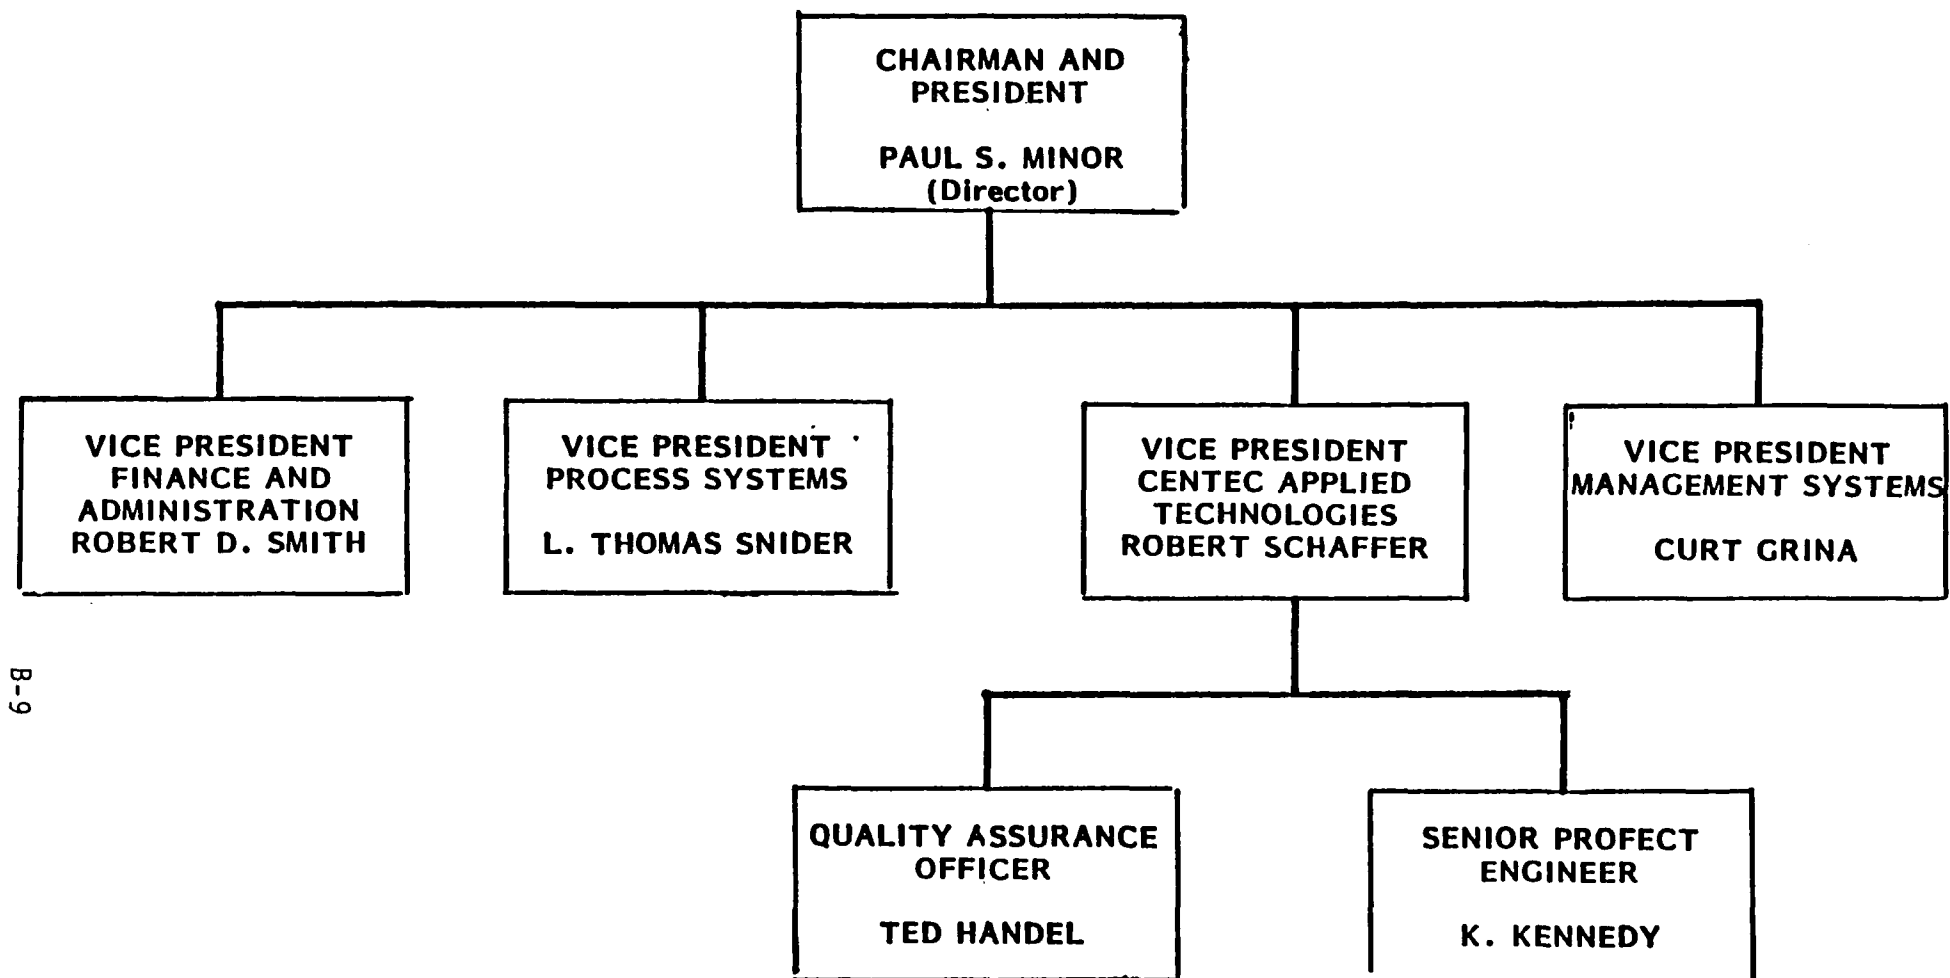 CHAIRMAN AND
PRESIDENT
PAUL S. MINOR
(Director)
VICE PRESIDENT
FINANCE AND
ADMINISTRATION
ROBERT D. SMITH
VICE PRESIDENT
PROCESS SYSTEMS
L. THOMAS SNIDER
VICE PRESIDENT
CENTEC APPLIED
TECHNOLOGIES
ROBERT SCHAFFER
VICE PRESIDENT
MANAGEMENT SYSTEMS
CURT GRINA
B-9
QUALITY ASSURANCE
OFFICER
TED HANDEL
SENIOR PROFECT
ENGINEER
K. KENNEDY